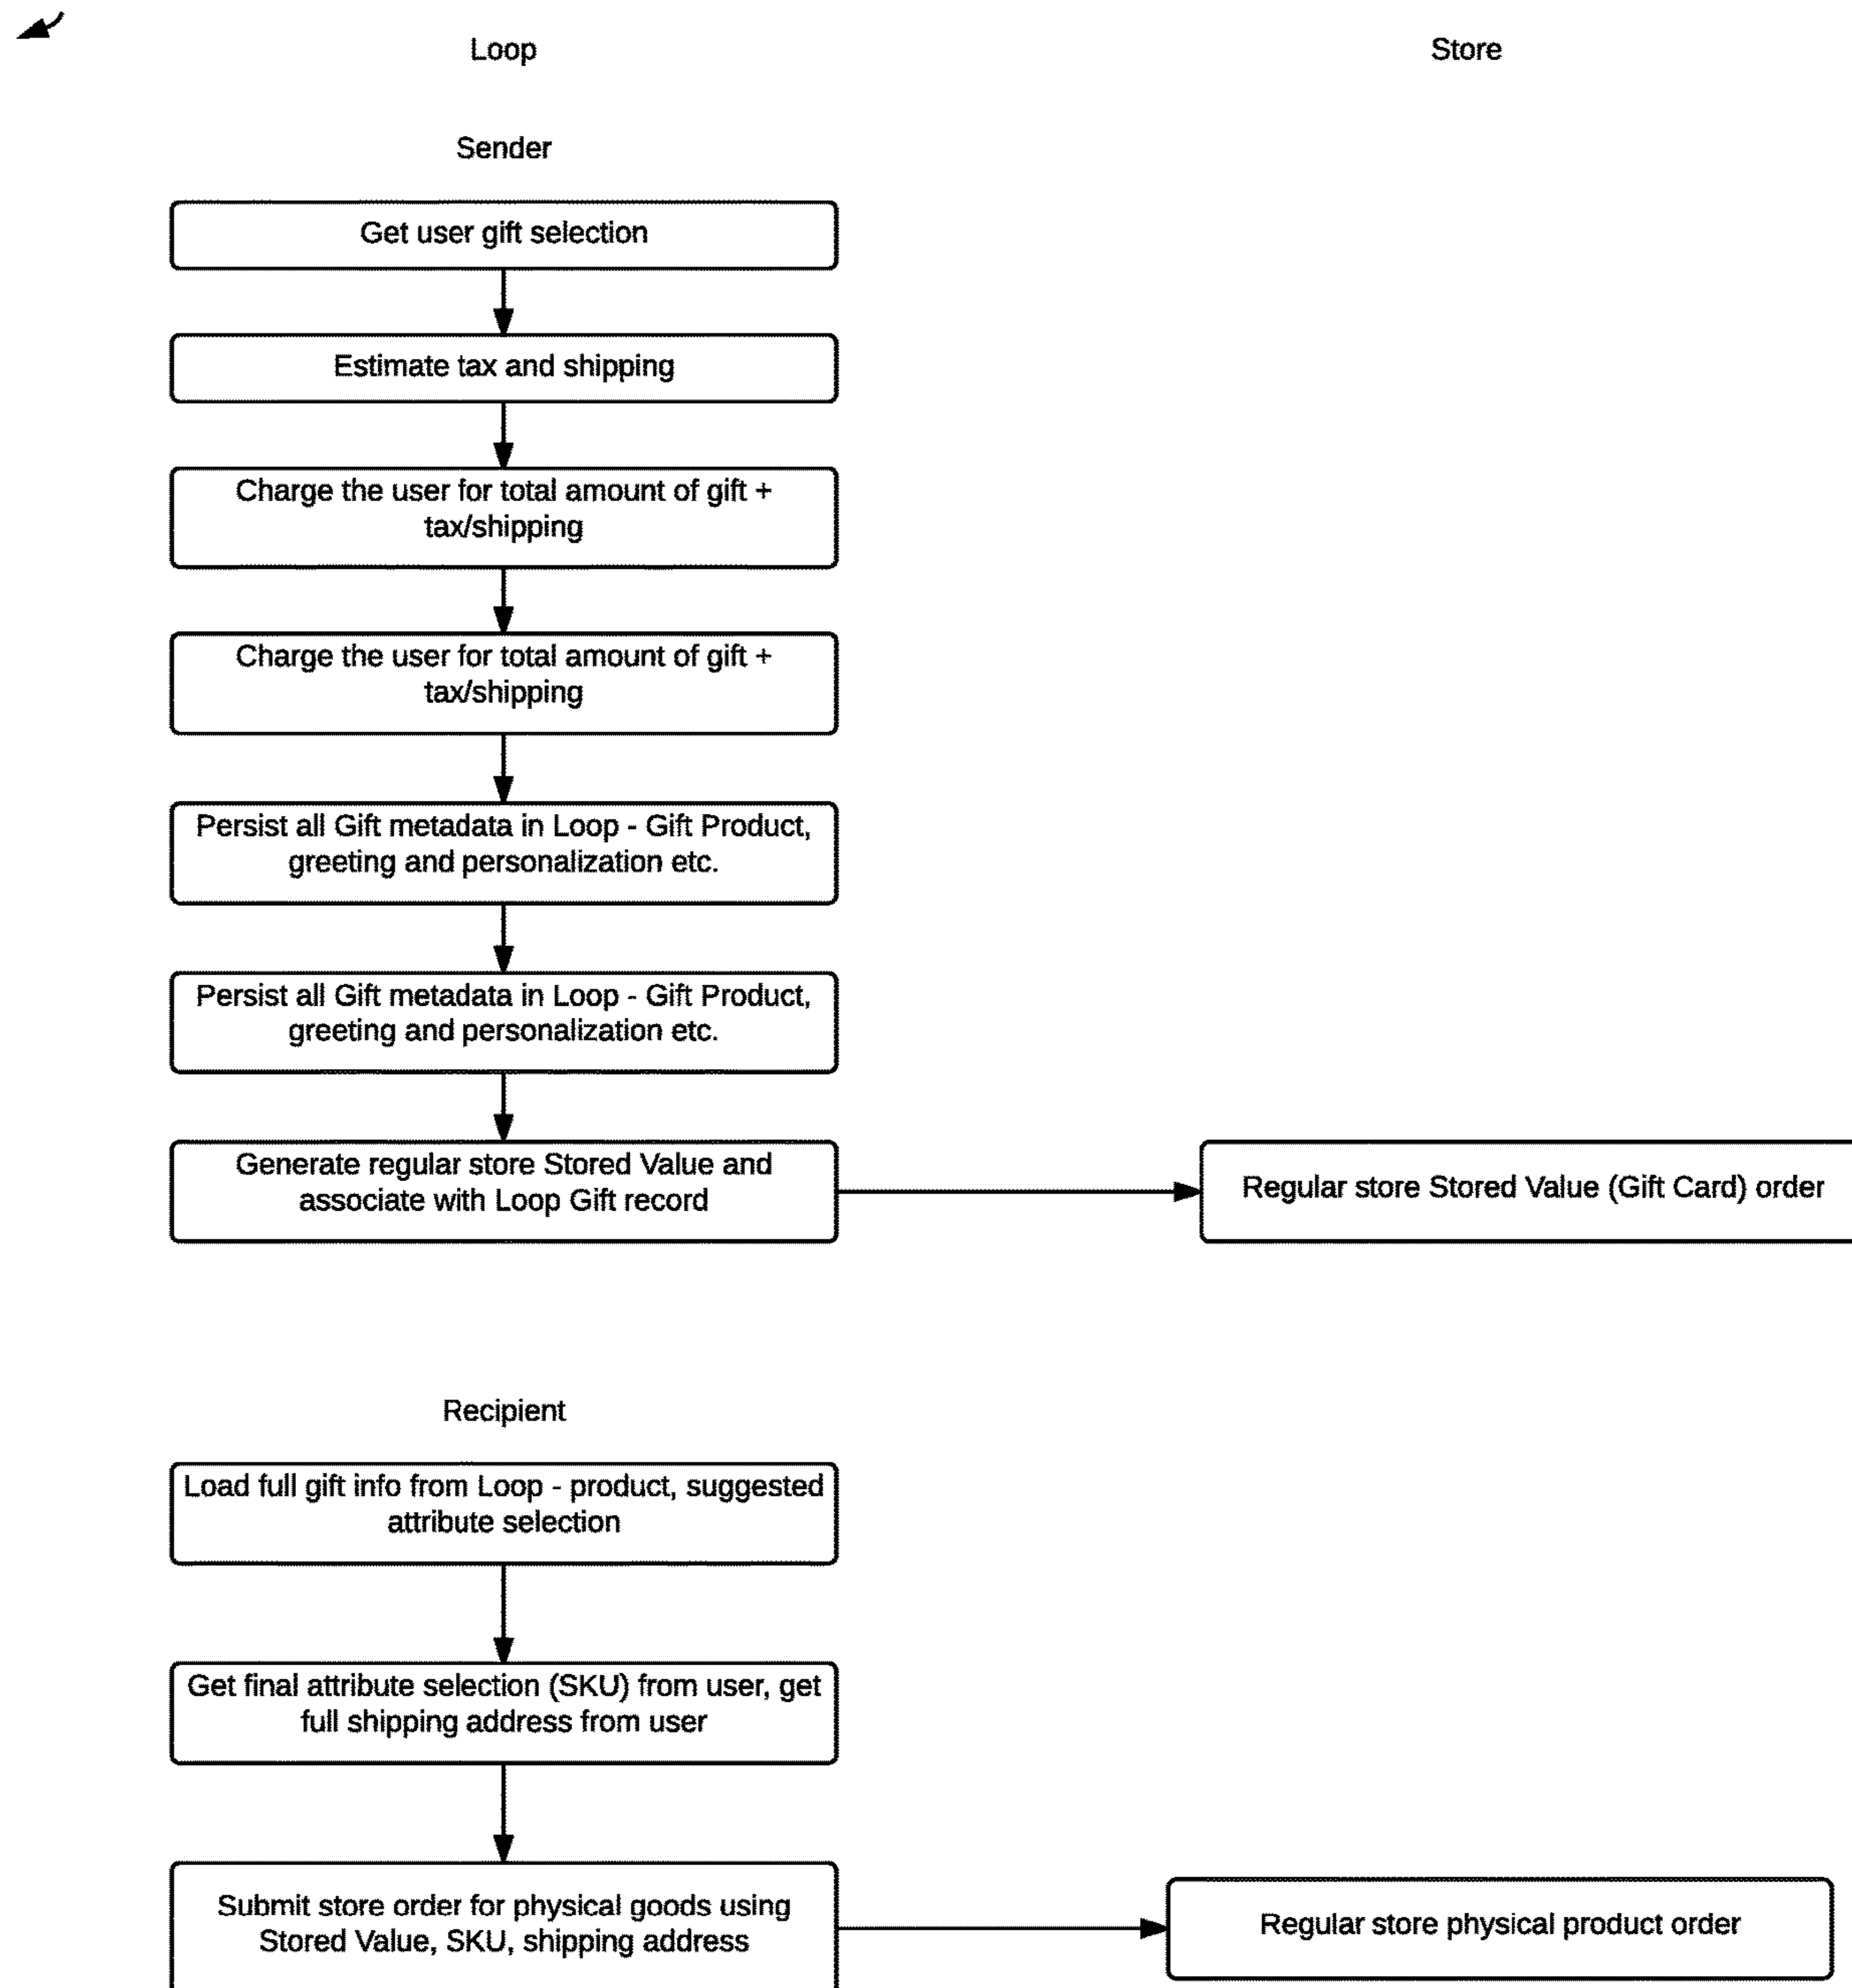 Loop
Store
Sender
Get user gift selection
Estimate tax and shipping
Charge the user for total amount of gift +
tax/shipping
Charge the user for total amount of gift +
tax/shipping
Persist all Gift metadata in Loop - Gift Product,
greeting and personalization etc.
Persist all Gift metadata in Loop - Gift Product,
greeting and personalization etc.
Generate regular store Stored Value and
associate with Loop Gift record
Regular store Stored Value (Gift Card) order
Recipient
Load full gift info from Loop - product, suggested
attribute selection
Get final attribute selection (SKU) from user, get
full shipping address from user
Submit store order for physical goods using
Stored Value, SKU, shipping address
Regular store physical product order